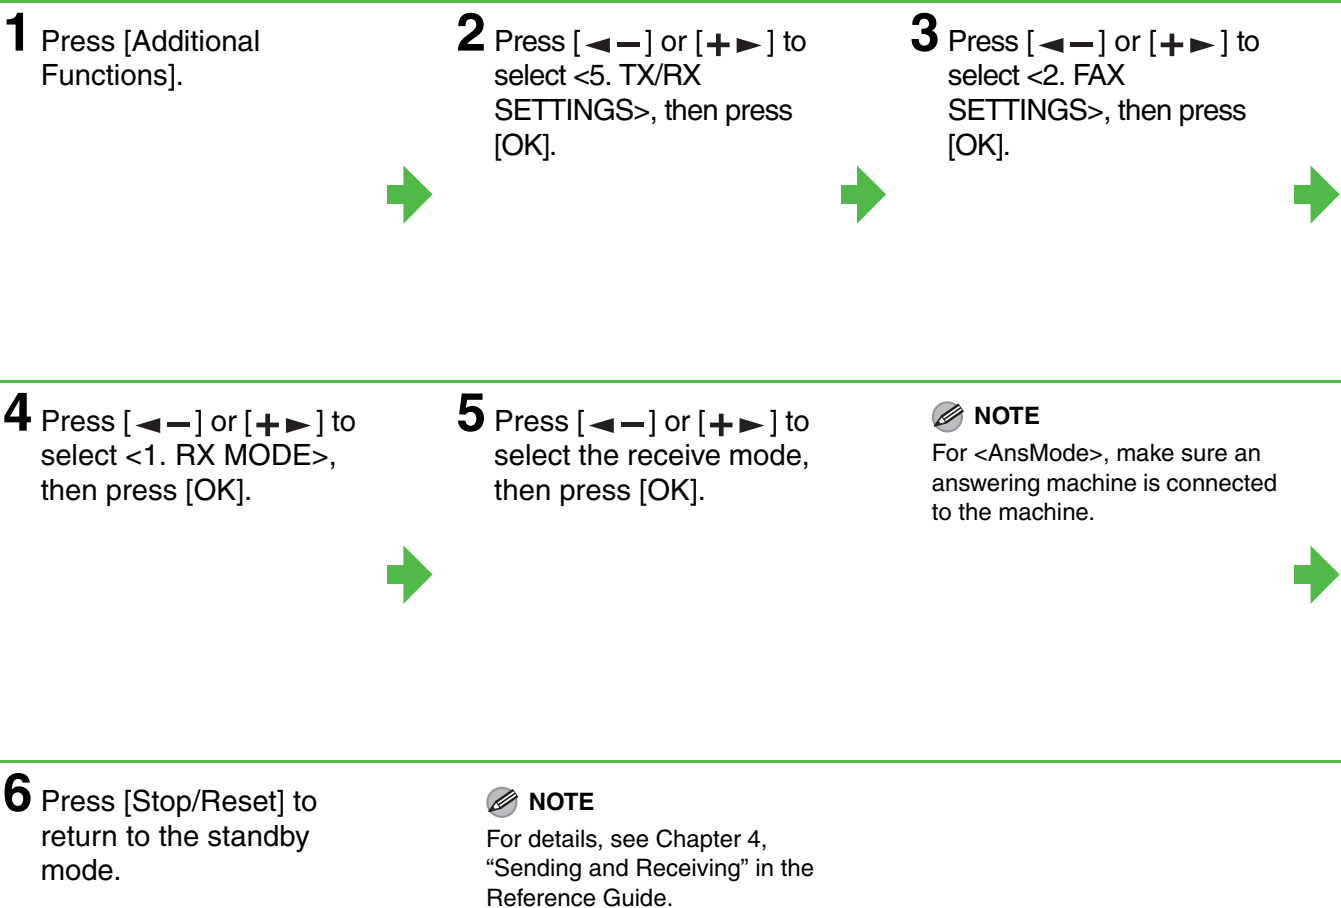 1 Press [Additional
Functions].
2 Press [◄–] or [+►] to
select <5. TX/RX
SETTINGS>, then press
[OK].
3 Press [◄–] or [+►] to
select <2. FAX
SETTINGS>, then press
[OK].
4 Press [◄–] or [+►] to
select <1. RX MODE>,
then press [OK].
5 Press [◄–] or [+►] to
select the receive mode,
then press [OK].
NOTE
For <AnsMode>, make sure an
answering machine is connected
to the machine.
6 Press [Stop/Reset] to
return to the standby
mode.
NOTE
For details, see Chapter 4,
“Sending and Receiving” in the
Reference Guide.